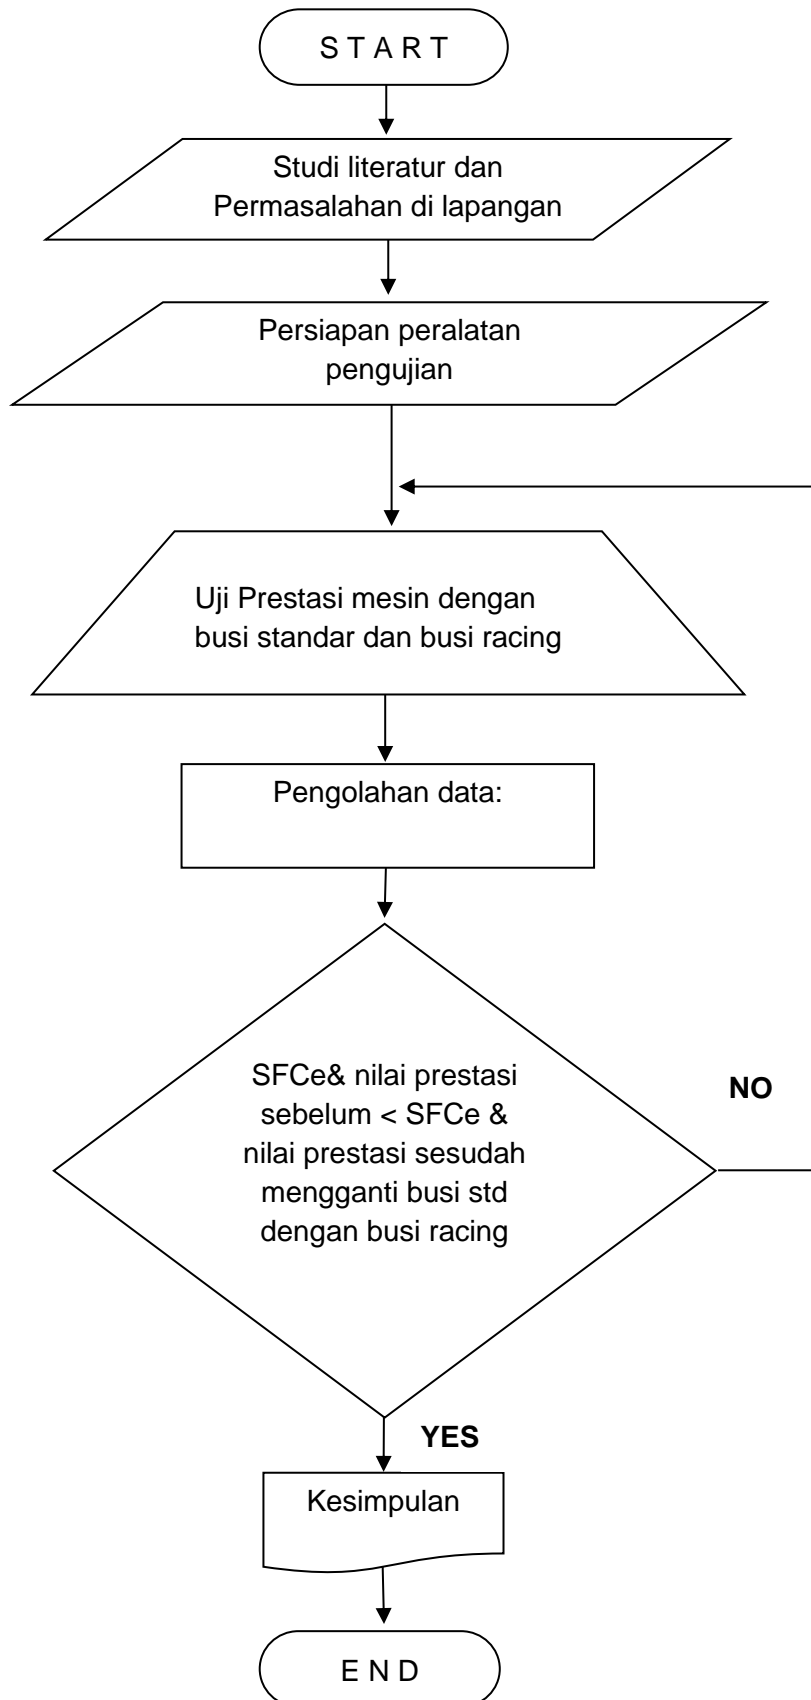 S T A R T
Studi literatur dan
Permasalahan di lapangan
Persiapan peralatan
pengujian
Uji Prestasi mesin dengan
busi standar dan busi racing
Pengolahan data:
SFCe& nilai prestasi
sebelum < SFCe &
nilai prestasi sesudah
mengganti busi std
dengan busi racing
NO
YES
Kesimpulan
E N D